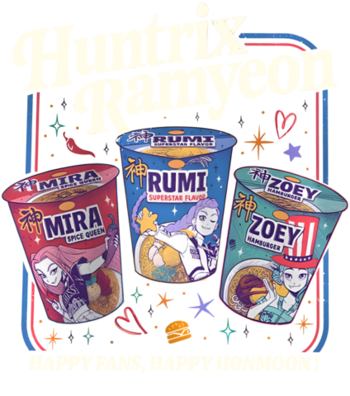 Huntrix
Ramyeon
神 MIRA
神 RUMI
SUPERSTAR FLAVOR
神 ZOEY
HAMBURGER
神 MIRA
SPICE QUEEN
神 RUMI
SUPERSTAR FLAVOR
神 ZOEY
HAMBURGER
HAPPY FANS, HAPPY HONMOON!